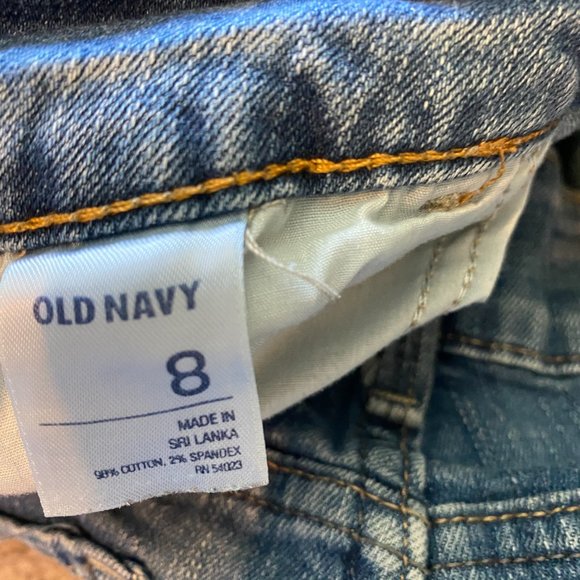 OLD NAVY
8
MADE IN
SRI LANKA
98% COTTON, 2% SPANDEX
RN 54023